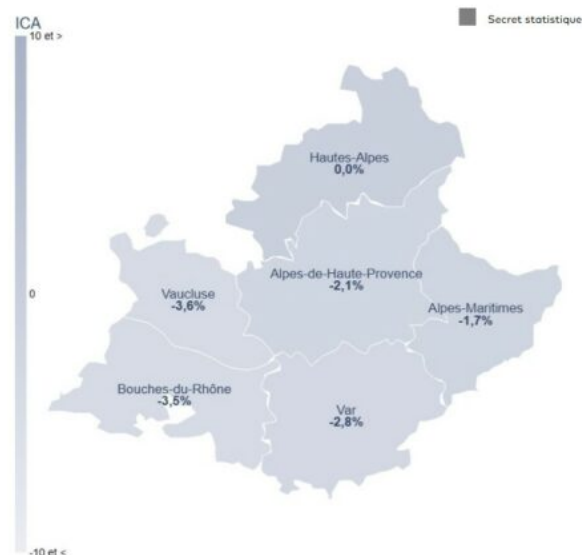 ICA
Secret statistique
10 et >
Hautes-Alpes
0,0%
Alpes-de-Haute-Provence
-2,1%
Vaucluse
-3,6%
0
Alpes-Maritimes
-1,7%
Bouches-du-Rhône
-3,5%
Var
-2,8%
-10 et <